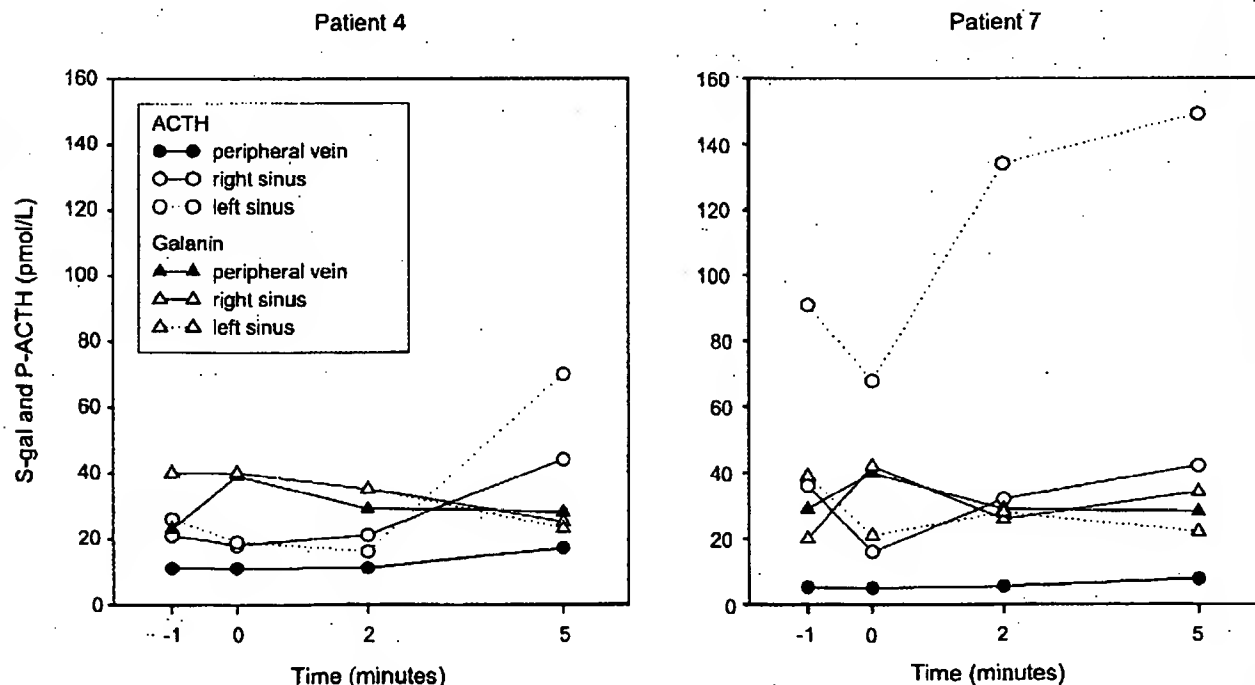 Patient 4
Patient 7
S-gal and P-ACTH (pmol/L)
160
140
120
100
80
60
40
20
0
ACTH
peripheral vein
right sinus
left sinus
Galanin
peripheral vein
right sinus
left sinus
-1 0 2 5
Time (minutes)
160
140
120
100
80
60
40
20
0
-1 0 2 5
Time (minutes)